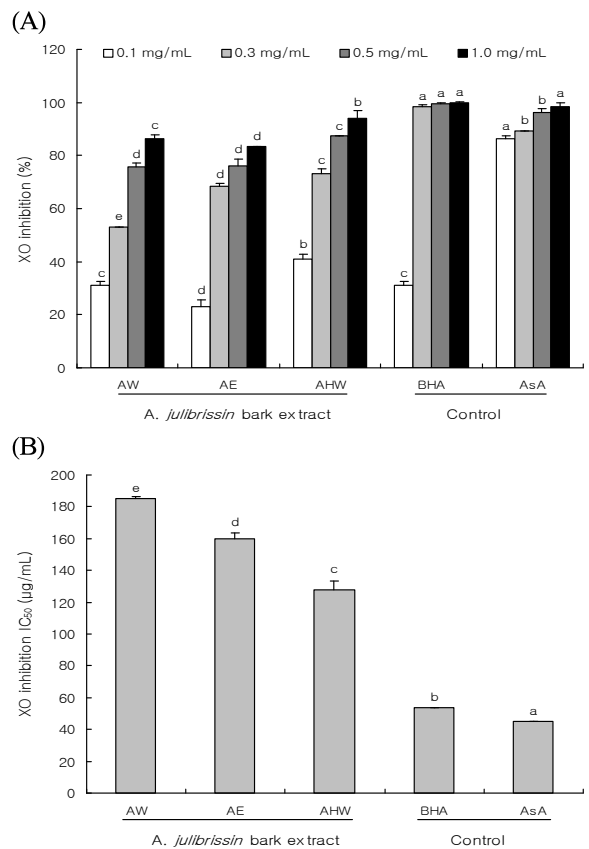 (A)
120
0.1 mg/mL 0.3 mg/mL 0.5 mg/mL 1.0 mg/mL
100
80
60
40
20
0
XO inhibition (%)
c e d c
d d d d
b c c b
c a a a
a b b a
AW AE AHW BHA AsA
A. julibrissin bark extract Control
(B)
200
180
160
140
120
100
80
60
40
20
0
XO inhibition IC50 (μg/mL)
e d c b a
AW AE AHW BHA AsA
A. julibrissin bark extract Control